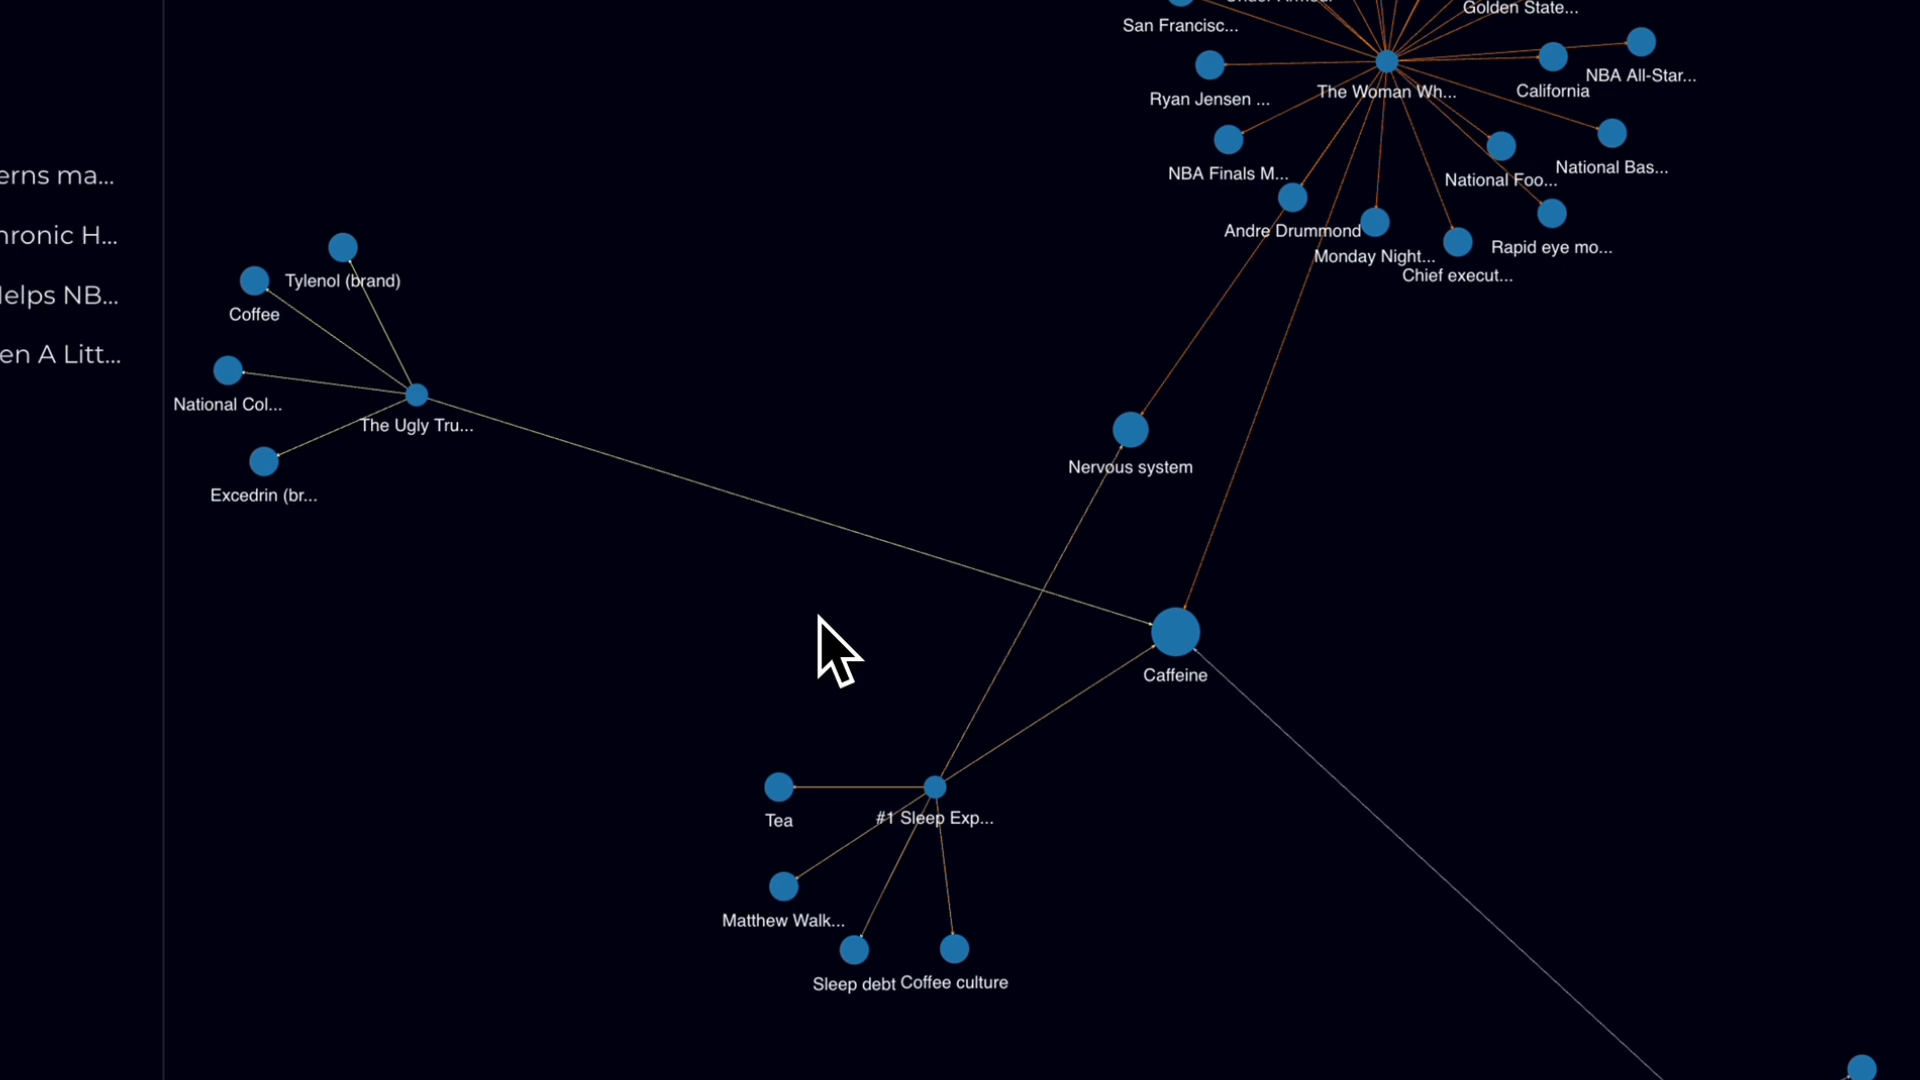 Golden State...
San Francisc...
NBA All-Star...
The Woman Wh...
California
Ryan Jensen ...
NBA Finals M...
National Bas...
National Foo...
erns ma...
Andre Drummond
Monday Night...
Rapid eye mo...
Chief execut...
hronic H...
Tylenol (brand)
Helps NB...
Coffee
en A Litt...
National Col...
The Ugly Tru...
Nervous system
Excedrin (br...
Caffeine
Tea
#1 Sleep Exp...
Matthew Walk...
Sleep debt
Coffee culture